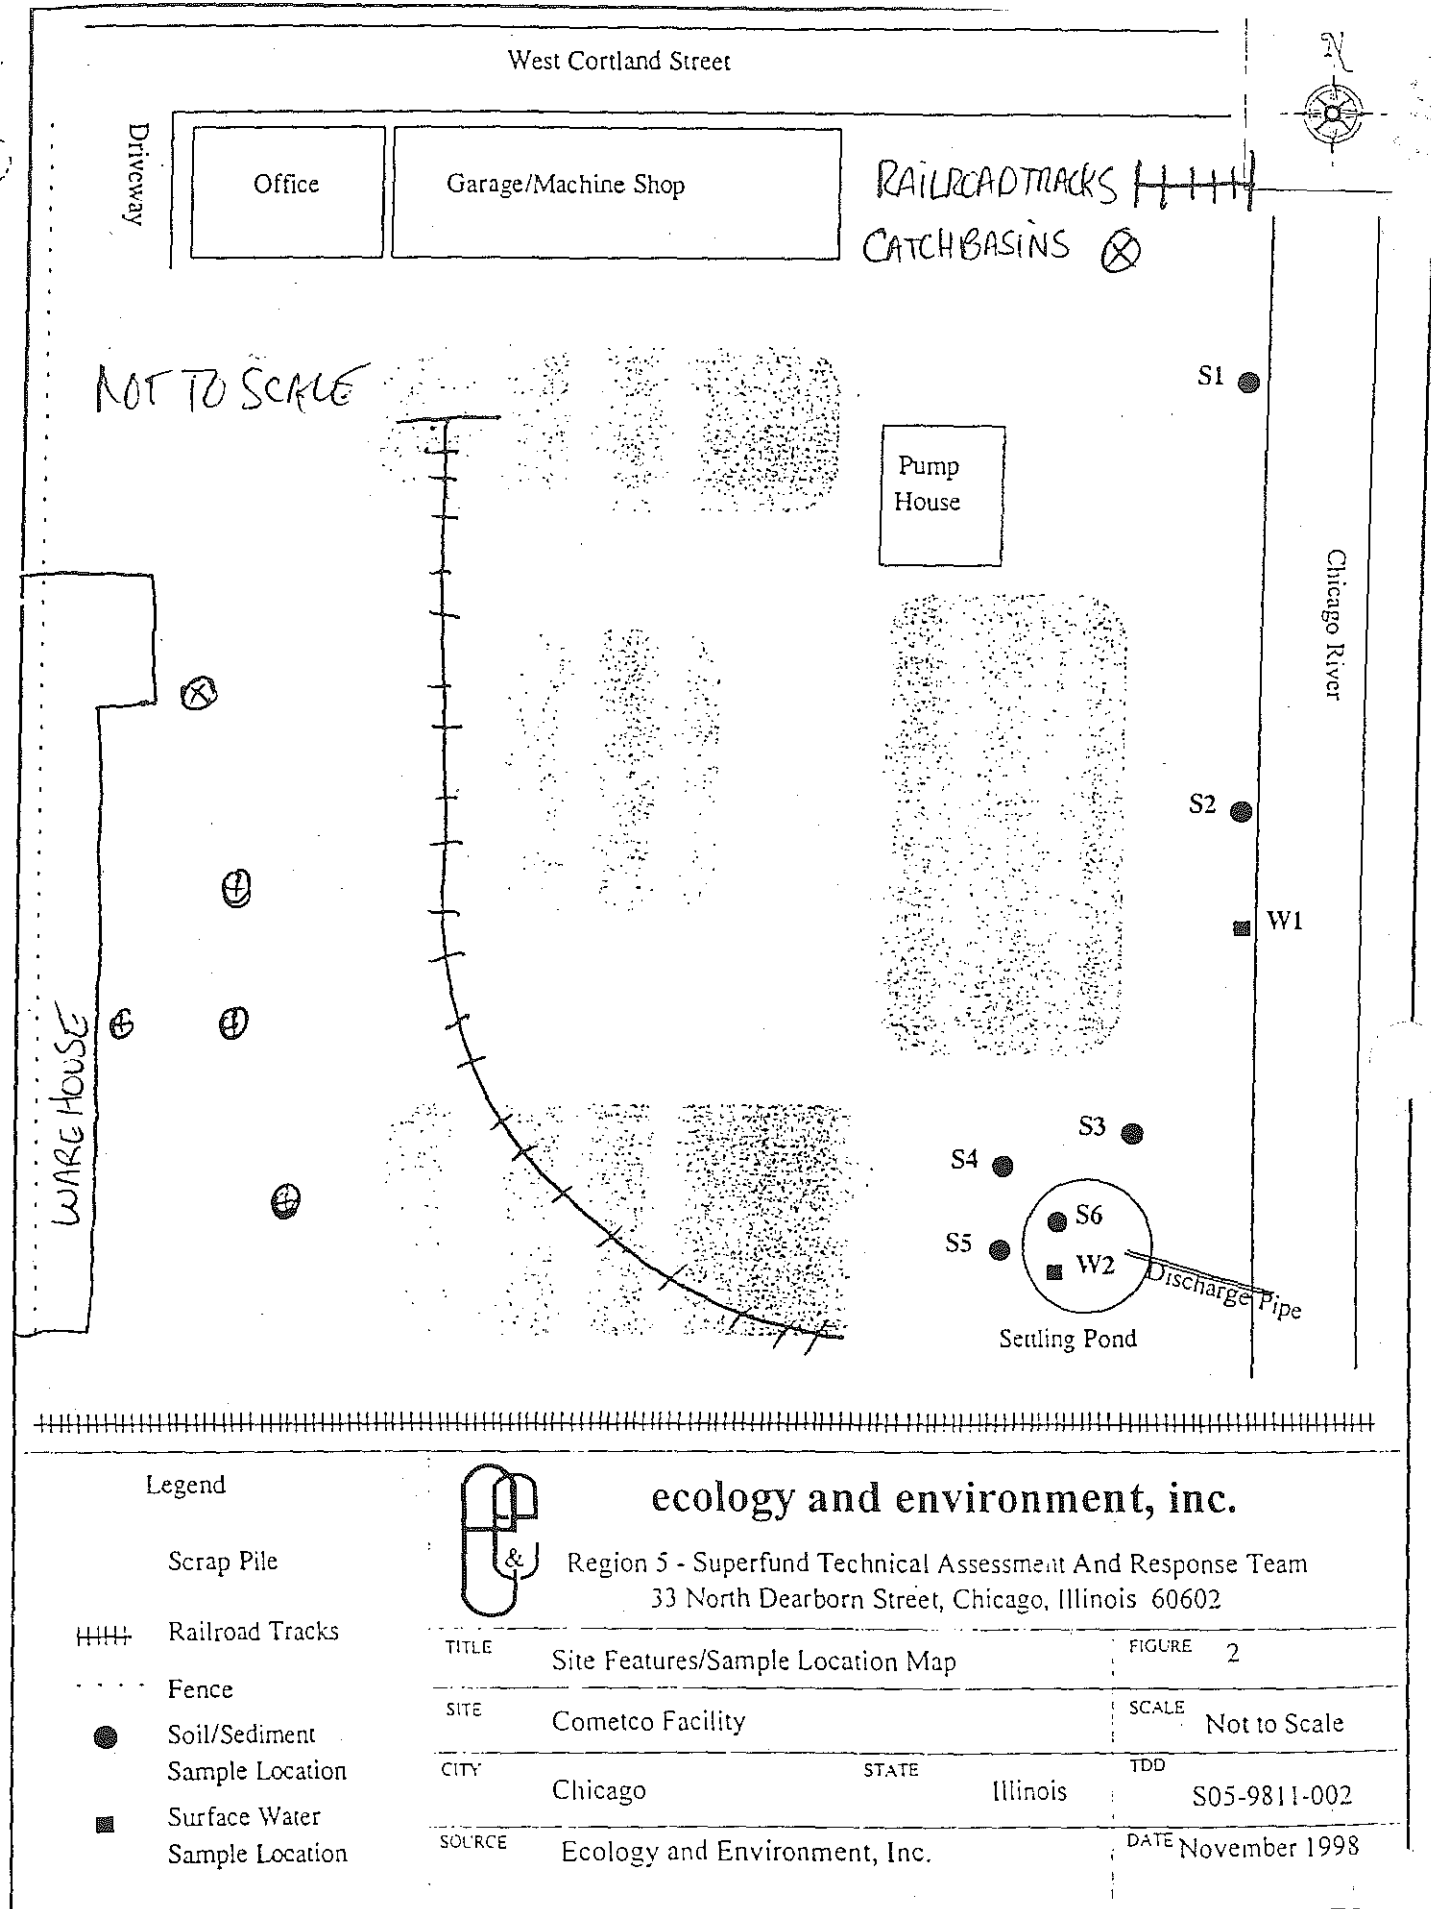 West Cortland Street
N
Driveway
Office
Garage/Machine Shop
RAILROAD TRACKS
CATCHBASINS
NOT TO SCALE
S1
Pump
House
Chicago River
S2
W1
WAREHOUSE
S3
S4
S6
S5
W2
Discharge Pipe
Settling Pond
Legend
Scrap Pile
Railroad Tracks
Fence
Soil/Sediment
Sample Location
Surface Water
Sample Location
&
ecology and environment, inc.
Region 5 - Superfund Technical Assessment And Response Team
33 North Dearborn Street, Chicago, Illinois 60602
TITLE Site Features/Sample Location Map
FIGURE 2
SITE Cometco Facility
SCALE Not to Scale
CITY Chicago STATE Illinois
TDD S05-9811-002
SOURCE Ecology and Environment, Inc.
DATE November 1998